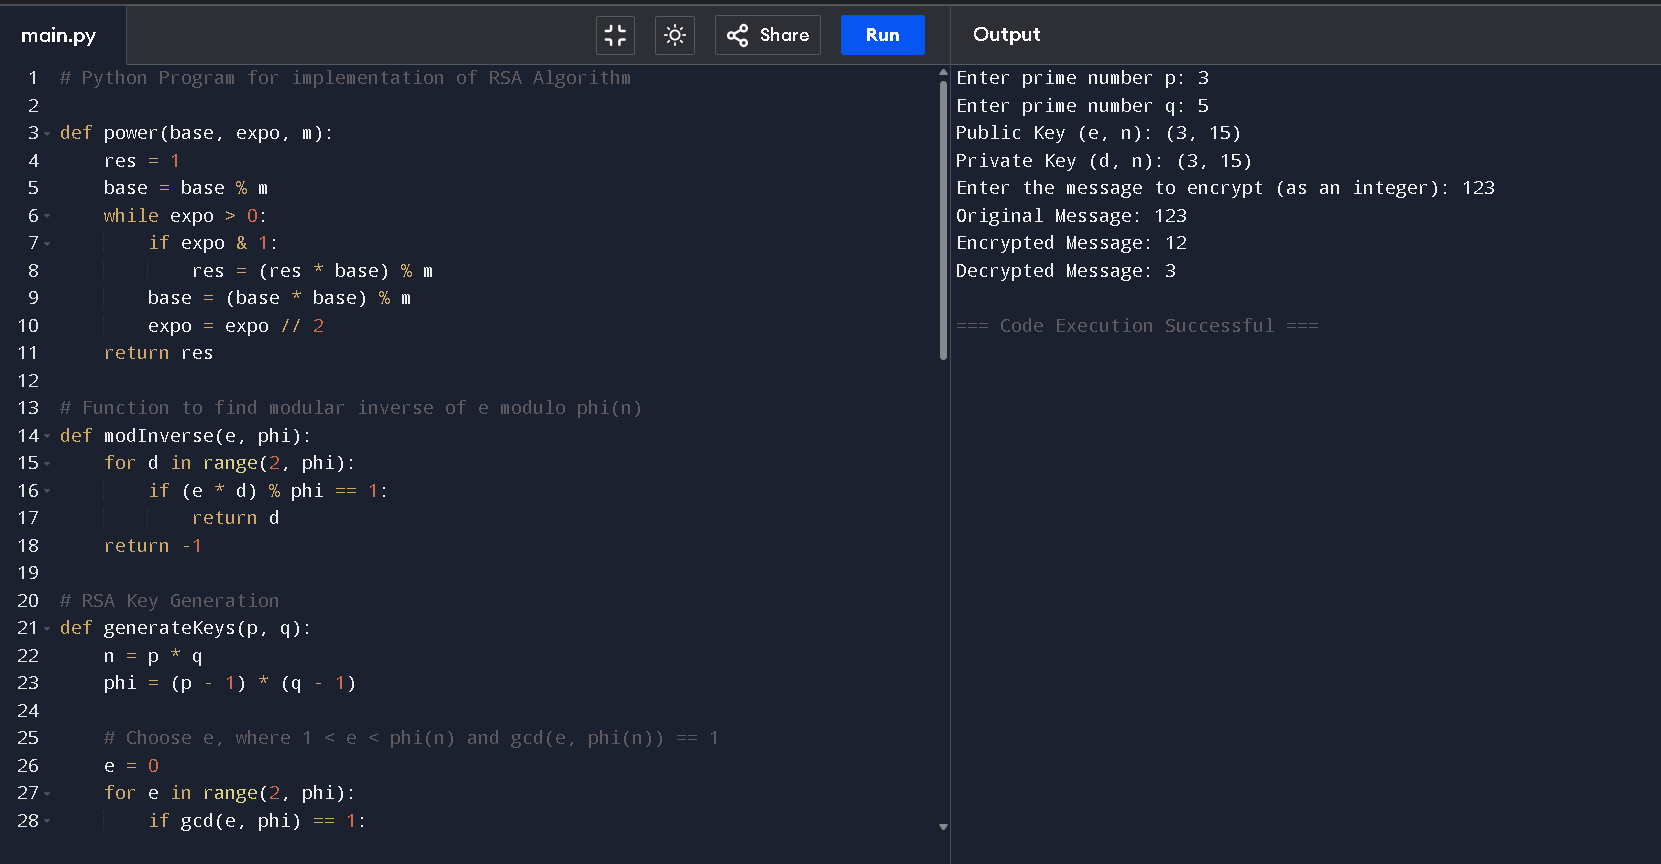 main.py
Share
Run
Output
1 # Python Program for implementation of RSA Algorithm
2
3 def power(base, expo, m):
4     res = 1
5     base = base % m
6     while expo > 0:
7         if expo & 1:
8             res = (res * base) % m
9         base = (base * base) % m
10         expo = expo // 2
11     return res
12
13 # Function to find modular inverse of e modulo phi(n)
14 def modInverse(e, phi):
15     for d in range(2, phi):
16         if (e * d) % phi == 1:
17             return d
18     return -1
19
20 # RSA Key Generation
21 def generateKeys(p, q):
22     n = p * q
23     phi = (p - 1) * (q - 1)
24
25     # Choose e, where 1 < e < phi(n) and gcd(e, phi(n)) == 1
26     e = 0
27     for e in range(2, phi):
28         if gcd(e, phi) == 1:
Enter prime number p: 3
Enter prime number q: 5
Public Key (e, n): (3, 15)
Private Key (d, n): (3, 15)
Enter the message to encrypt (as an integer): 123
Original Message: 123
Encrypted Message: 12
Decrypted Message: 3
=== Code Execution Successful ===